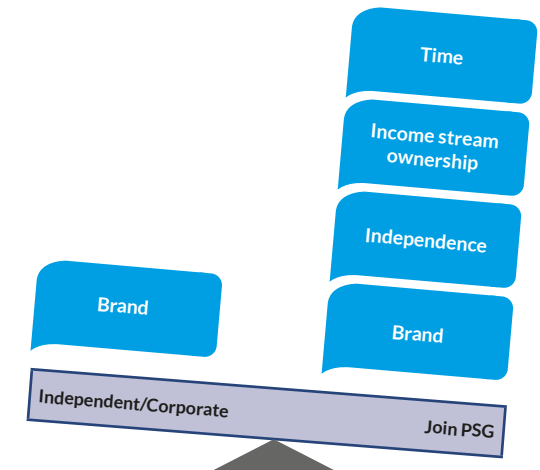 Time
Income stream
ownership
Independence
Brand
Brand
Independent/Corporate
Join PSG